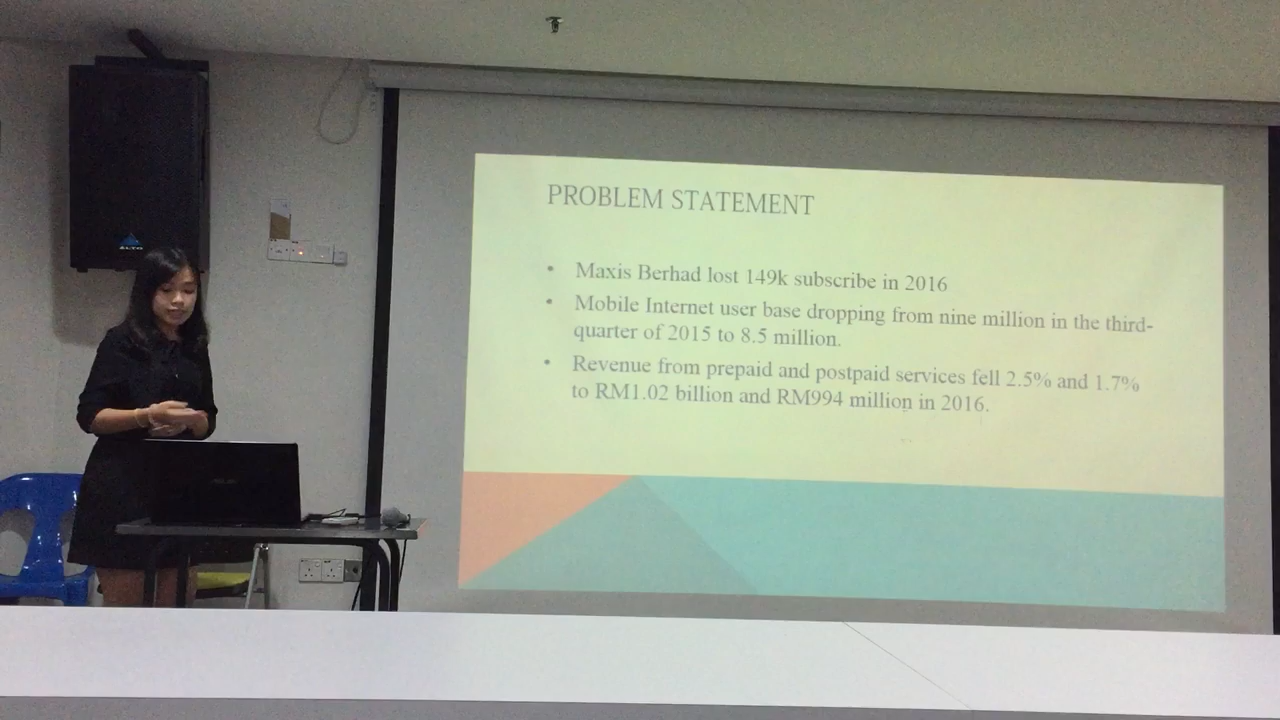 ALTO
PROBLEM STATEMENT
• Maxis Berhad lost 149k subscribe in 2016
• Mobile Internet user base dropping from nine million in the third-
quarter of 2015 to 8.5 million.
• Revenue from prepaid and postpaid services fell 2.5% and 1.7%
to RM1.02 billion and RM994 million in 2016.
ASUS